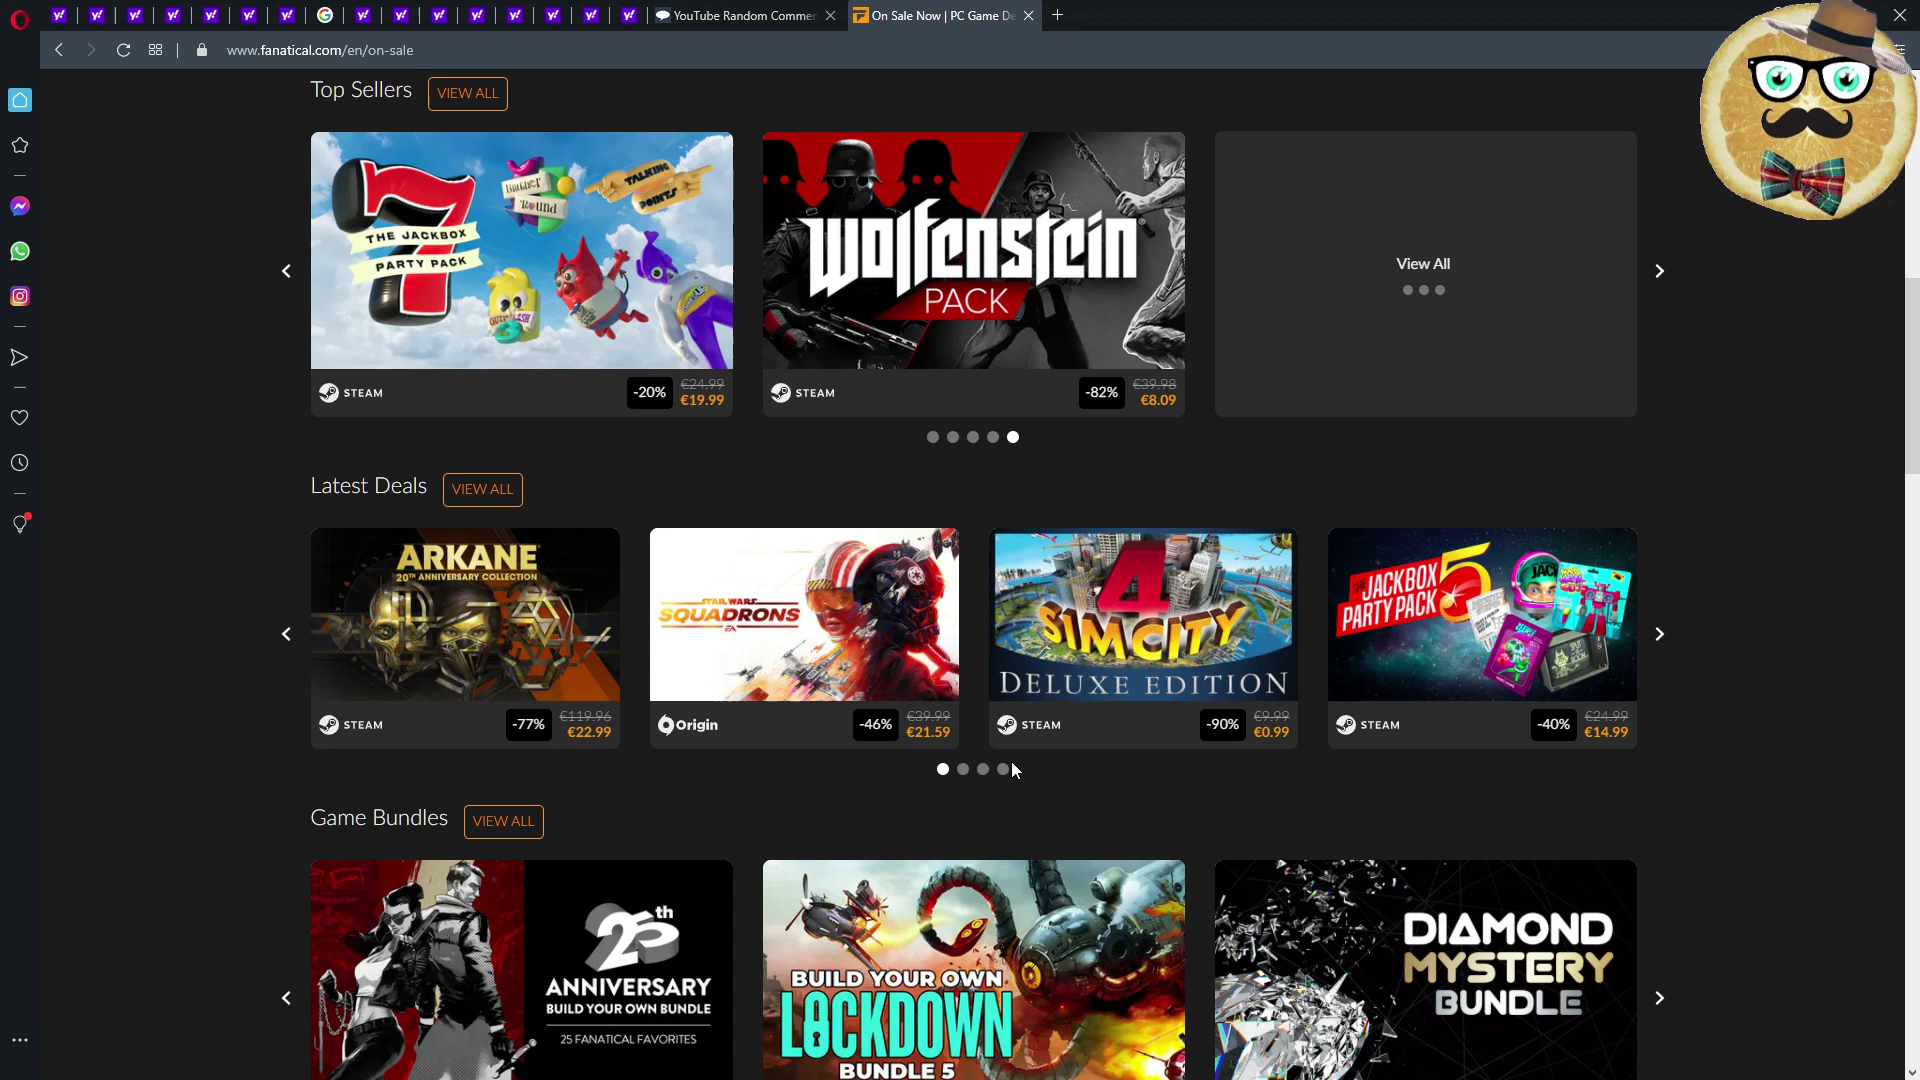 YouTube Random Commen
On Sale Now | PC Game De
www.fanatical.com/en/on-sale
Top Sellers
VIEW ALL
7
THE JACKBOX
PARTY PACK
Blather
'Round
TALKING
POINTS
STEAM
-20%
€24.99
€19.99
Wolfenstein
PACK
STEAM
-82%
€39.98
€8.09
View All
Latest Deals
VIEW ALL
ARKANE
20TH ANNIVERSARY COLLECTION
STEAM
-77%
€119.96
€22.99
STAR WARS
SQUADRONS
EA
Origin
-46%
€39.99
€21.59
4
SIMCITY
DELUXE EDITION
STEAM
-90%
€9.99
€0.99
THE JACKBOX
PARTY PACK 5
STEAM
-40%
€24.99
€14.99
Game Bundles
VIEW ALL
25th
ANNIVERSARY
BUILD YOUR OWN BUNDLE
25 FANATICAL FAVORITES
BUILD YOUR OWN
LOCKDOWN
BUNDLE 5
DIAMOND
MYSTERY
BUNDLE